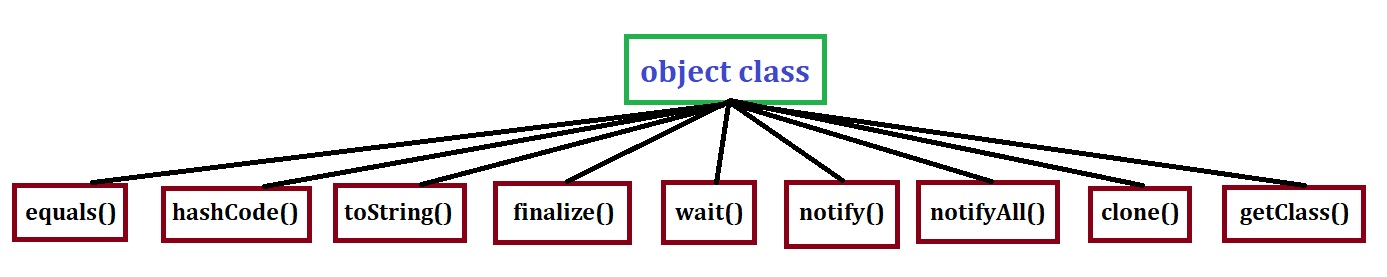 object class
equals()
hashCode()
toString()
finalize()
wait()
notify()
notifyAll()
clone()
getClass()